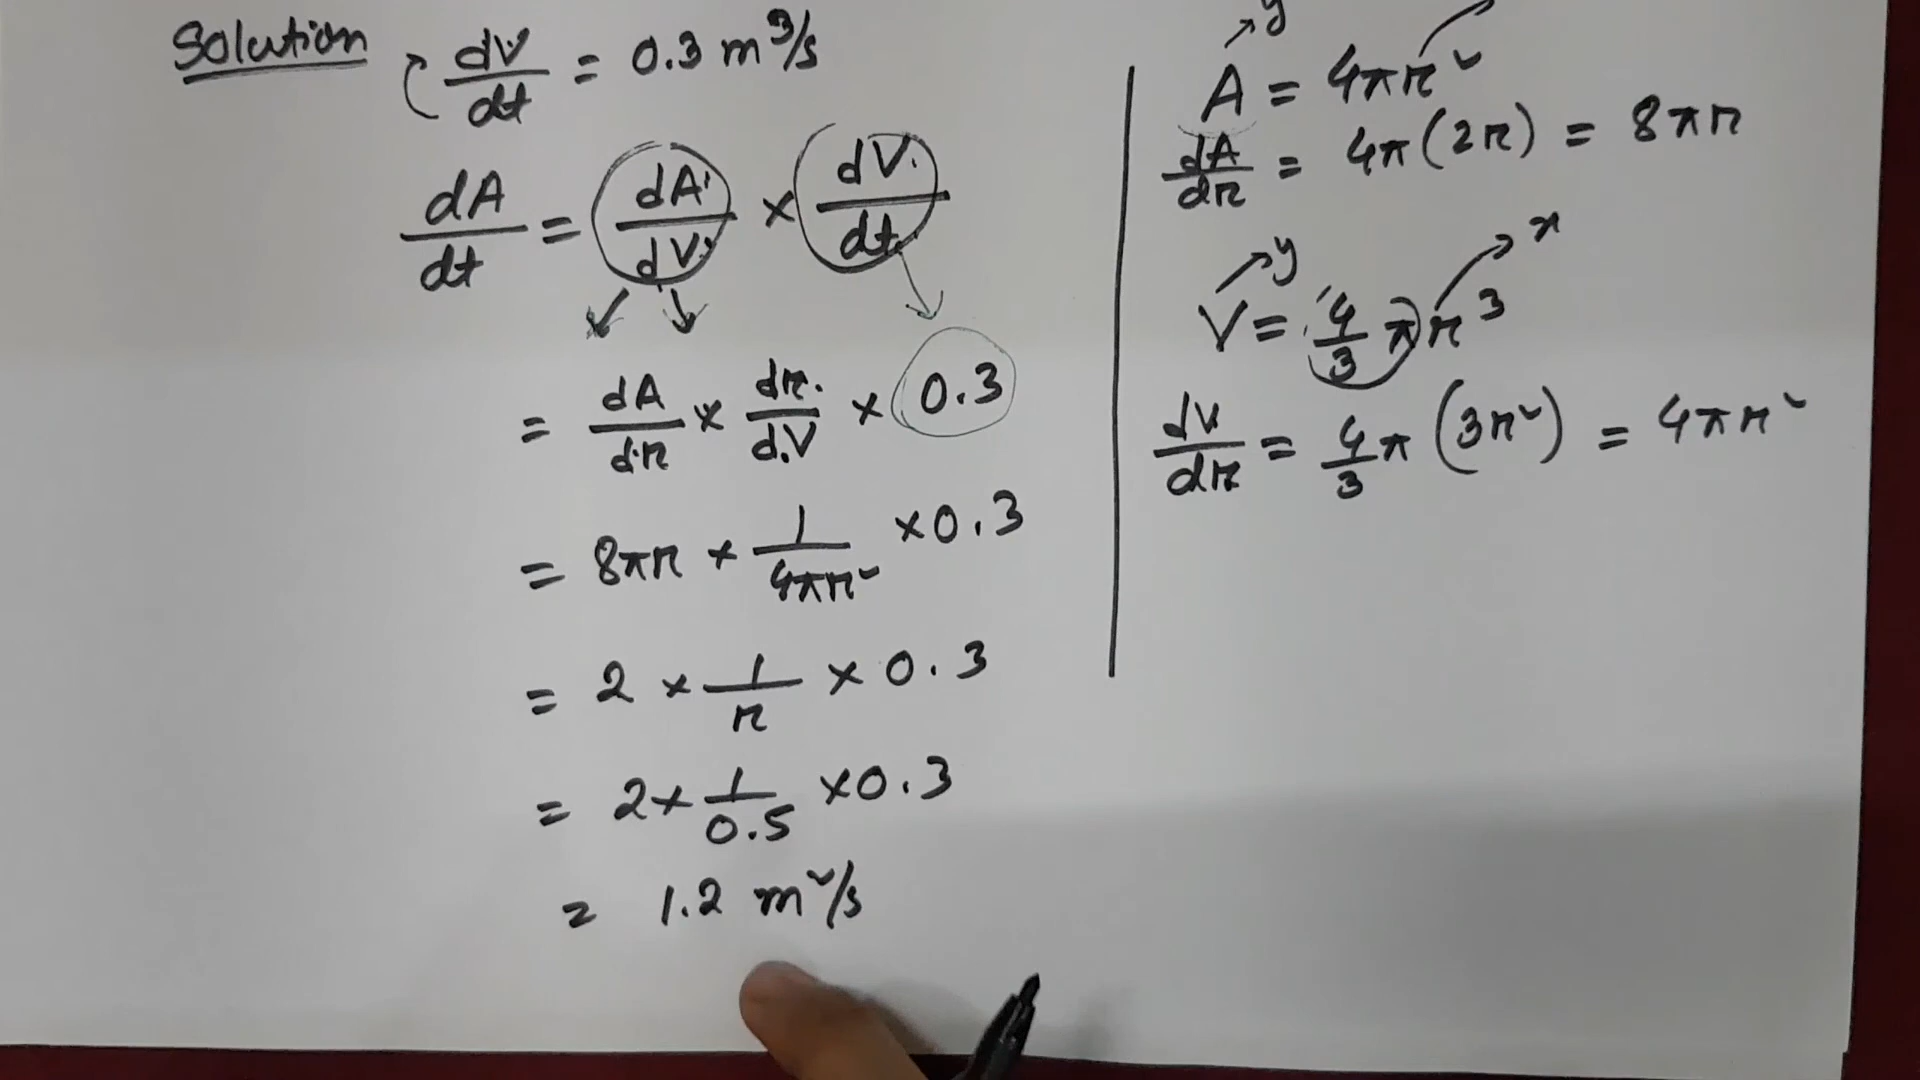 Solution
dV/dt = 0.3 m³/s
dA/dt = dA/dV × dV/dt
= dA/dr × dr/dV × 0.3
= 8πr × 1/4πr² × 0.3
= 2 × 1/r × 0.3
= 2 × 1/0.5 × 0.3
= 1.2 m²/s
y
A = 4πr²
dA/dr = 4π(2r) = 8πr
y x
V = 4/3 πr³
dV/dr = 4/3 π (3r²) = 4πr²